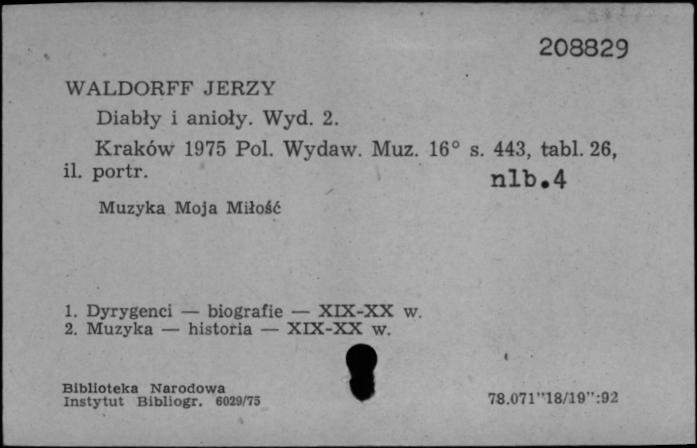 208829
WALDORFF JERZY
Diabły i anioły. Wyd. 2.
Kraków 1975 Pol. Wydaw. Muz. 16° s. 443, tabl. 26,
il. portr.
nlb.4
Muzyka Moja Miłość
1. Dyrygenci — biografie — XIX-XX w.
2. Muzyka — historia — XIX-XX w.
Biblioteka Narodowa
Instytut Bibliogr. 6029/75
78.071"18/19":92